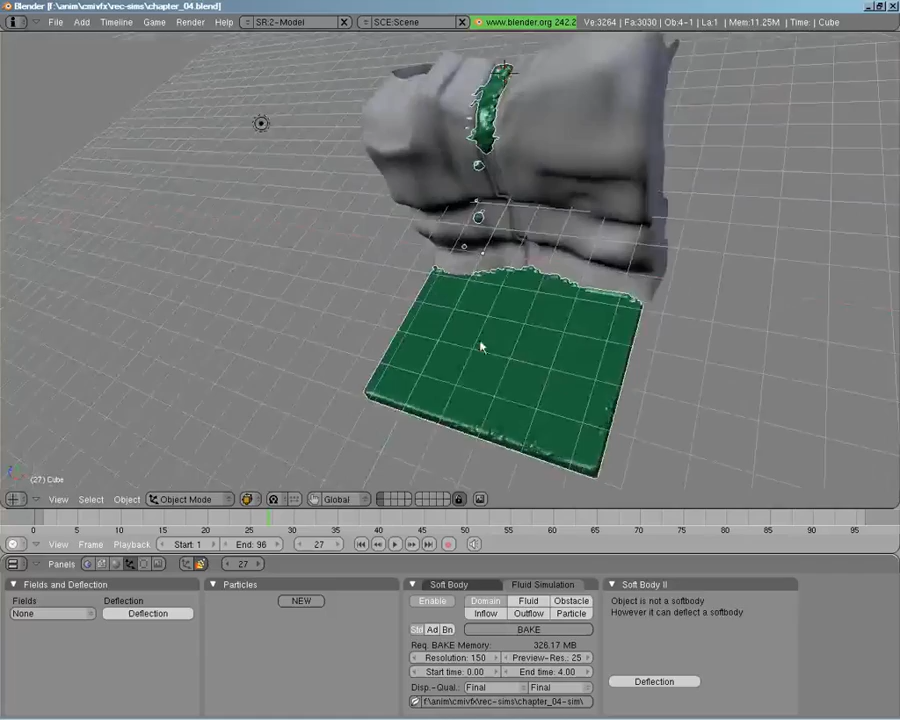 Blender [f:\anim\cmivfx\rec-sims\chapter_04.blend]
File Add Timeline Game Render Help SR:2-Model SCE:Scene www.blender.org 242.2 Ve:3264 | Fa:3030 | Ob:4-1 | La:1 | Mem:11.25M | Time: | Cube
(27) Cube
View Select Object Object Mode Global
0 5 10 15 20 25 30 35 40 45 50 55 60 65 70 75 80 85 90 95
View Frame Playback Start: 1 End: 96 27
Panels 27
Fields and Deflection Particles Soft Body Fluid Simulation Soft Body II
Fields Deflection NEW Enable Domain Fluid Obstacle Object is not a softbody
None Deflection Inflow Outflow Particle However it can deflect a softbody
Std Ad Bn BAKE
Req. BAKE Memory: 326.17 MB
Resolution: 150 Preview-Res.: 25
Start time: 0.00 End time: 4.00
Disp.-Qual.: Final Final Deflection
f:\anim\cmivfx\rec-sims\chapter_04-sim\